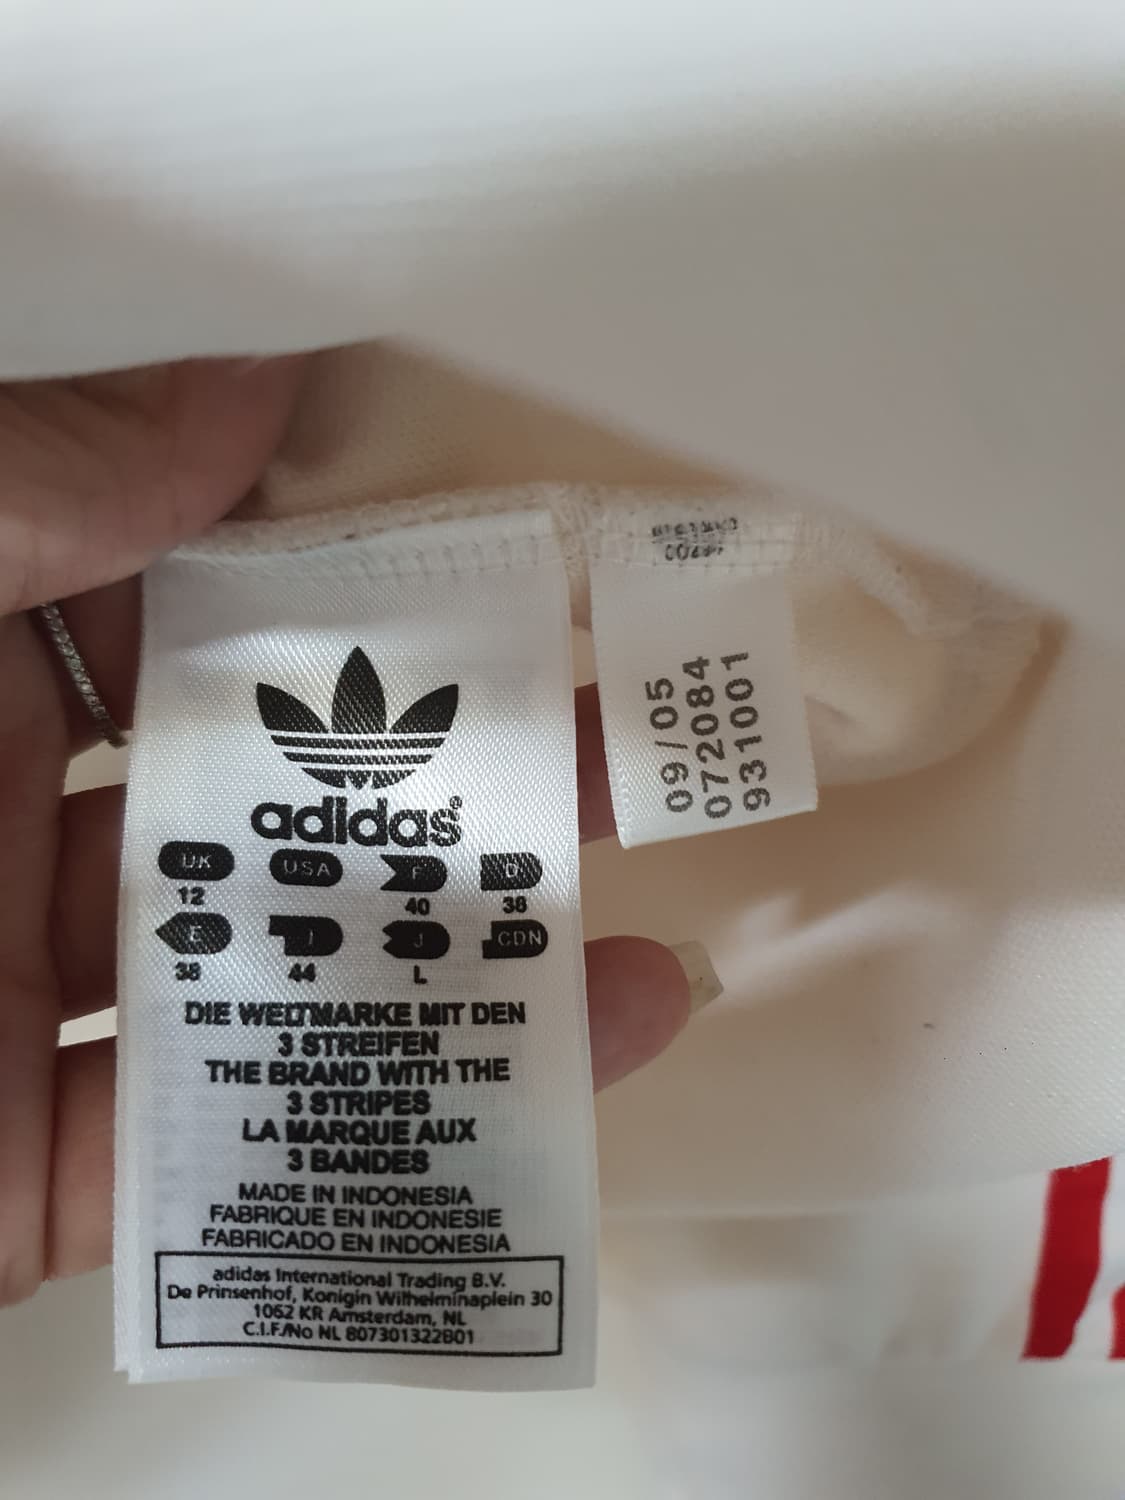 adidas
UK USA F D
12 40 38
E I J CDN
38 44 L
DIE WELTMARKE MIT DEN
3 STREIFEN
THE BRAND WITH THE
3 STRIPES
LA MARQUE AUX
3 BANDES
MADE IN INDONESIA
FABRIQUE EN INDONESIE
FABRICADO EN INDONESIA
adidas International Trading B.V.
De Prinsenhof, Konigin Wilhelminaplein 30
1062 KR Amsterdam, NL
C.I.F./No NL 807301322B01
09/05
072084
931001